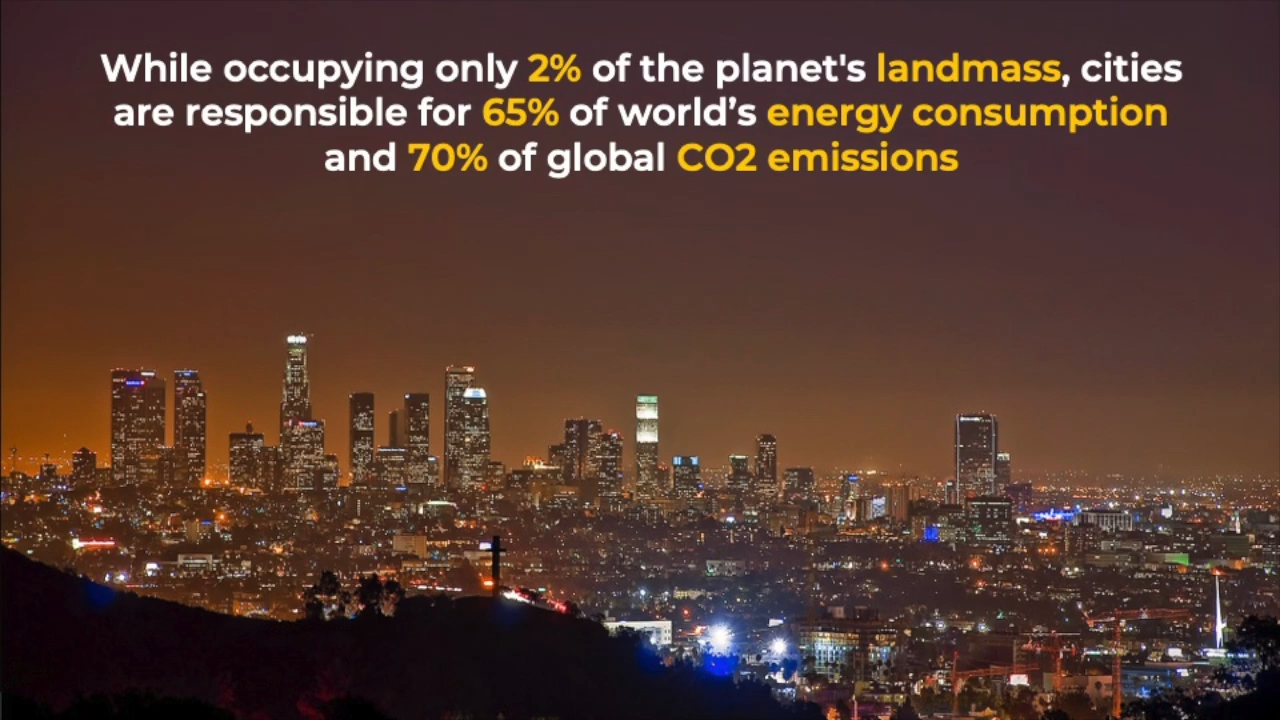 While occupying only 2% of the planet's landmass, cities
are responsible for 65% of world’s energy consumption
and 70% of global CO2 emissions